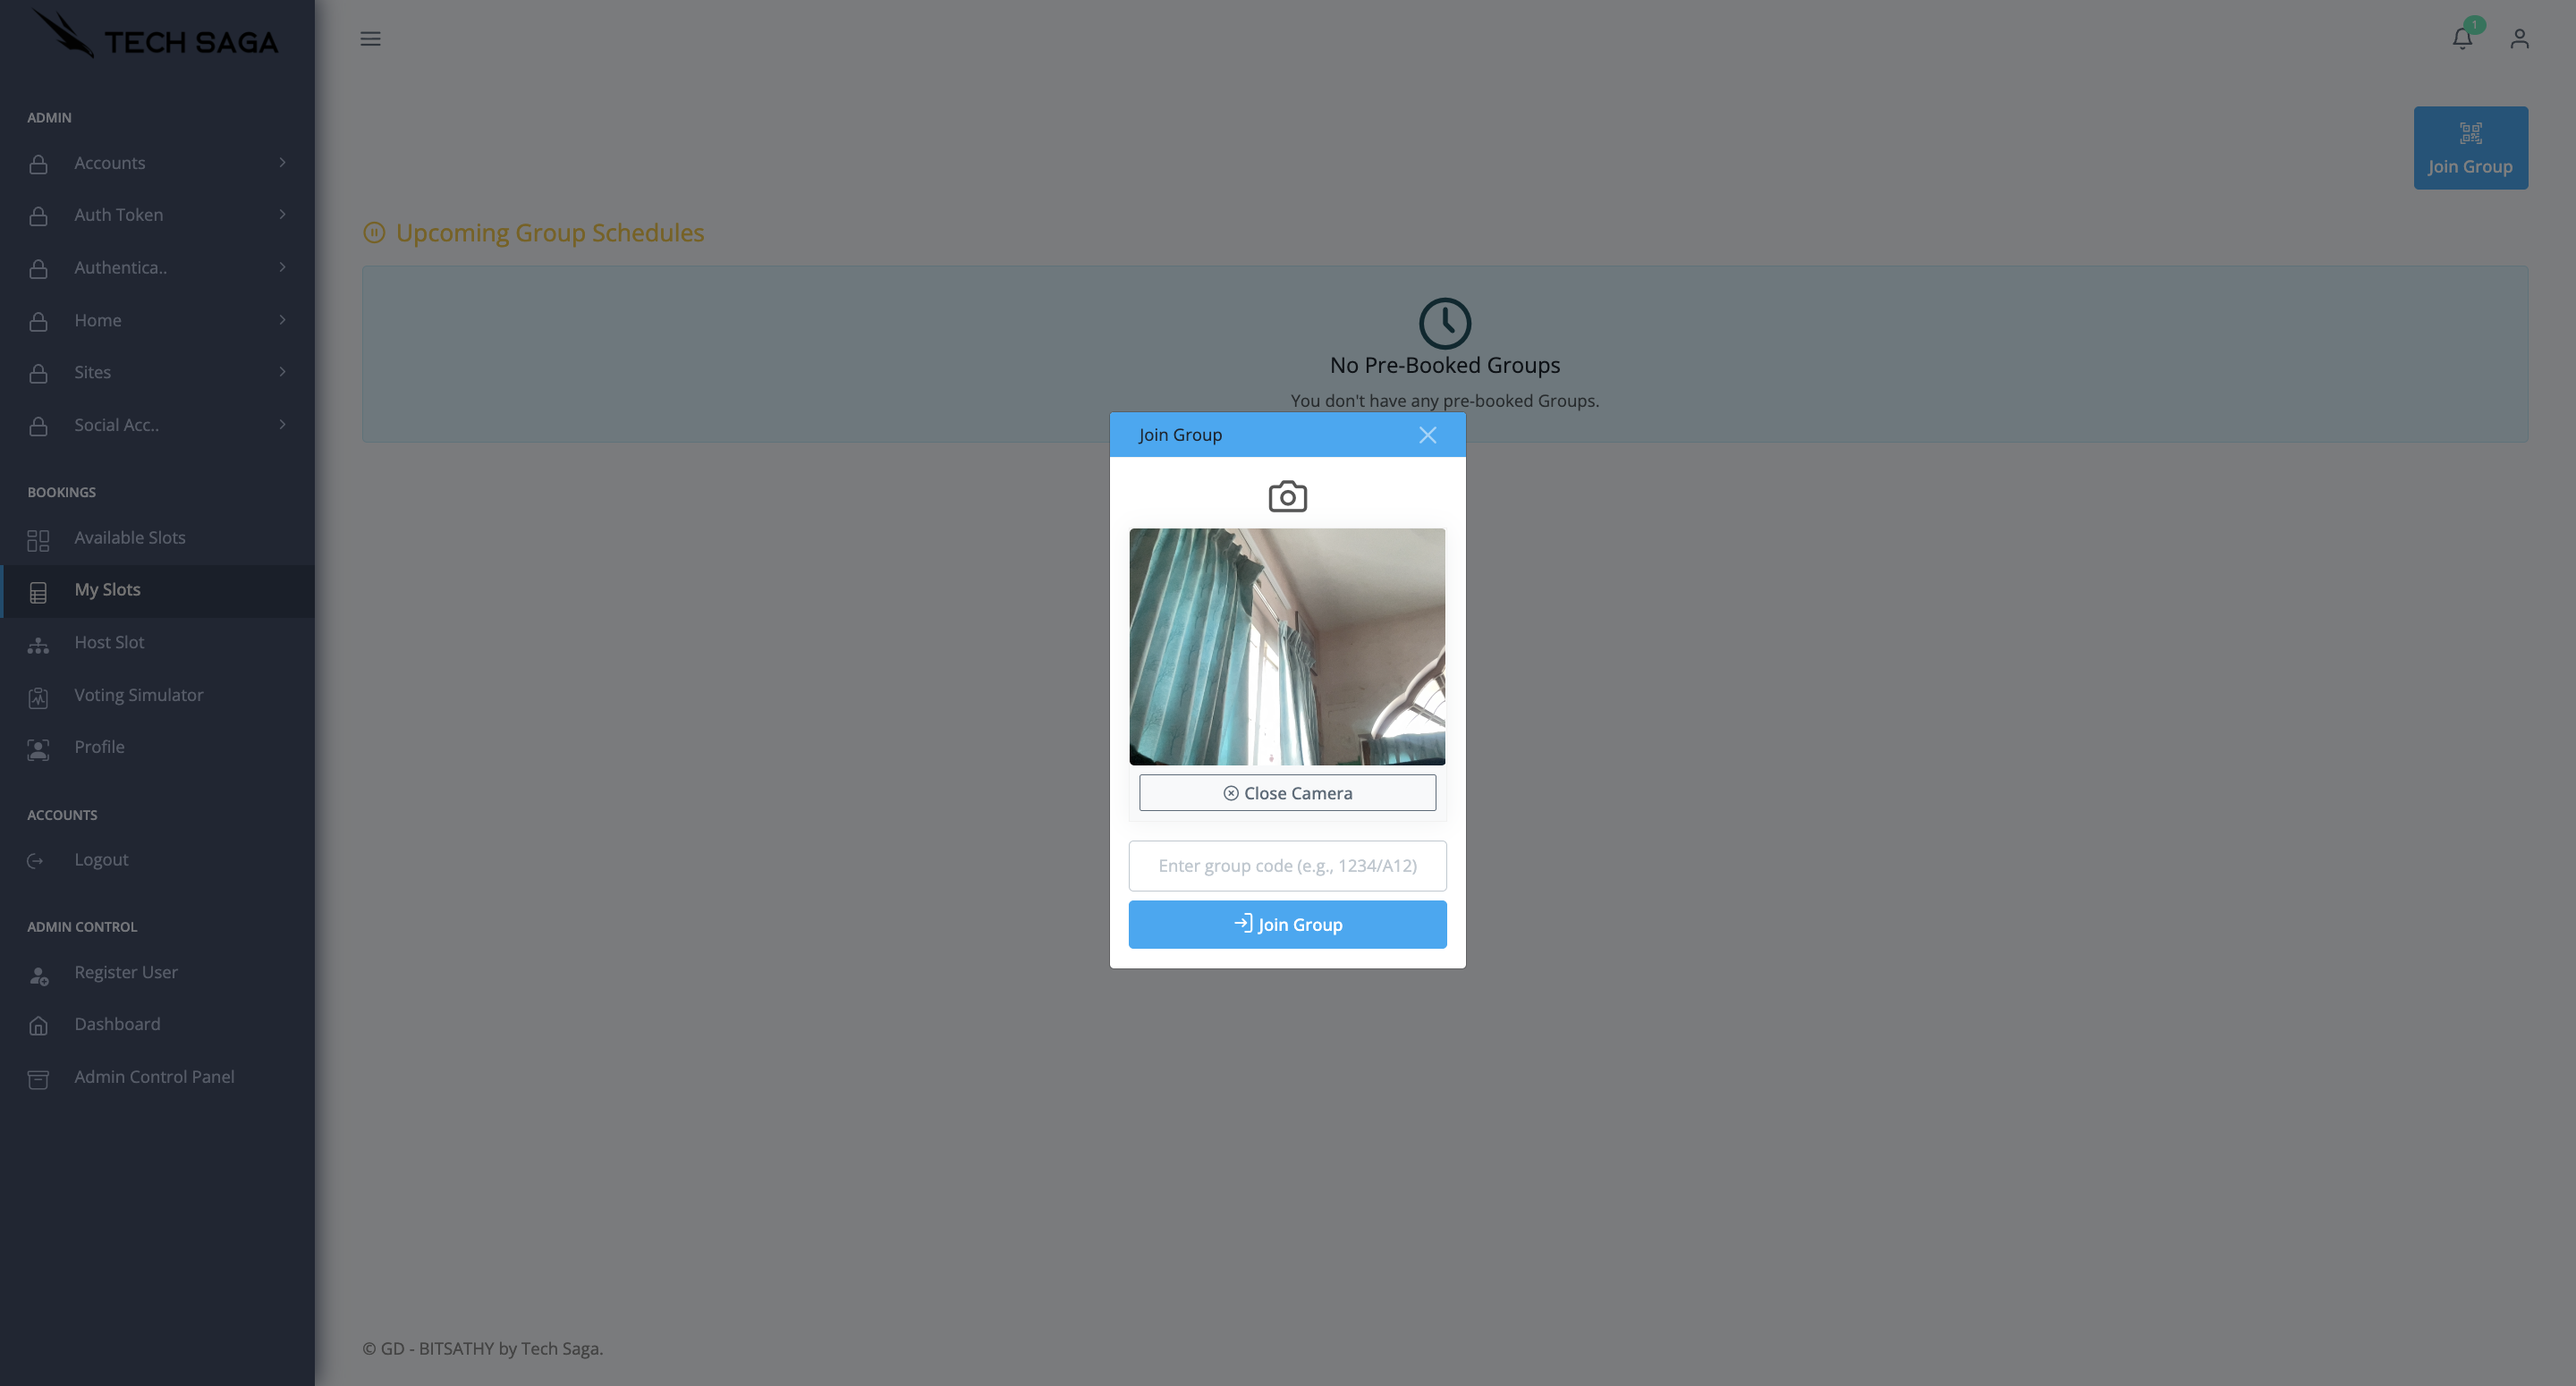 TECH SAGA
1
ADMIN
Accounts
Auth Token
Authentica..
Home
Sites
Social Acc..
BOOKINGS
Available Slots
My Slots
Host Slot
Voting Simulator
Profile
ACCOUNTS
Logout
ADMIN CONTROL
Register User
Dashboard
Admin Control Panel
Join Group
Upcoming Group Schedules
No Pre-Booked Groups
You don't have any pre-booked Groups.
Join Group
Close Camera
Enter group code (e.g., 1234/A12)
Join Group
© GD - BITSATHY by Tech Saga.